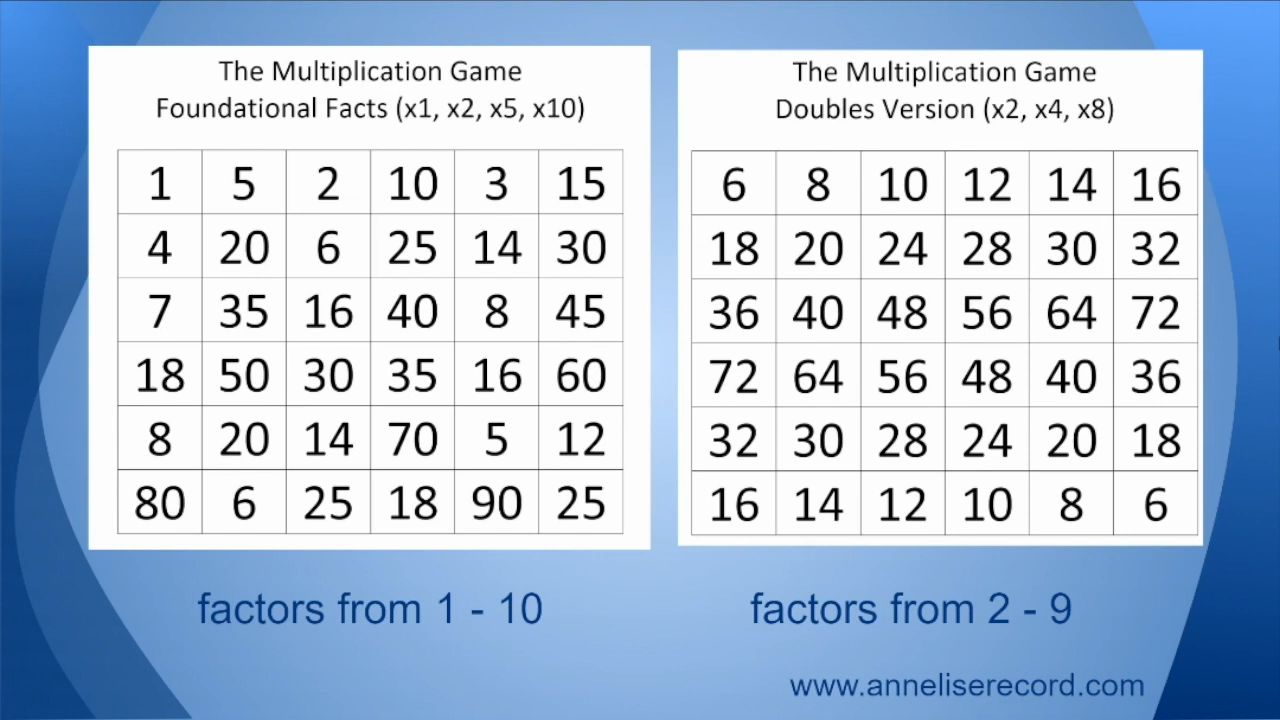 The Multiplication Game
Foundational Facts (x1, x2, x5, x10)
1 5 2 10 3 15
4 20 6 25 14 30
7 35 16 40 8 45
18 50 30 35 16 60
8 20 14 70 5 12
80 6 25 18 90 25
factors from 1 - 10
The Multiplication Game
Doubles Version (x2, x4, x8)
6 8 10 12 14 16
18 20 24 28 30 32
36 40 48 56 64 72
72 64 56 48 40 36
32 30 28 24 20 18
16 14 12 10 8 6
factors from 2 - 9
www.anneliserecord.com